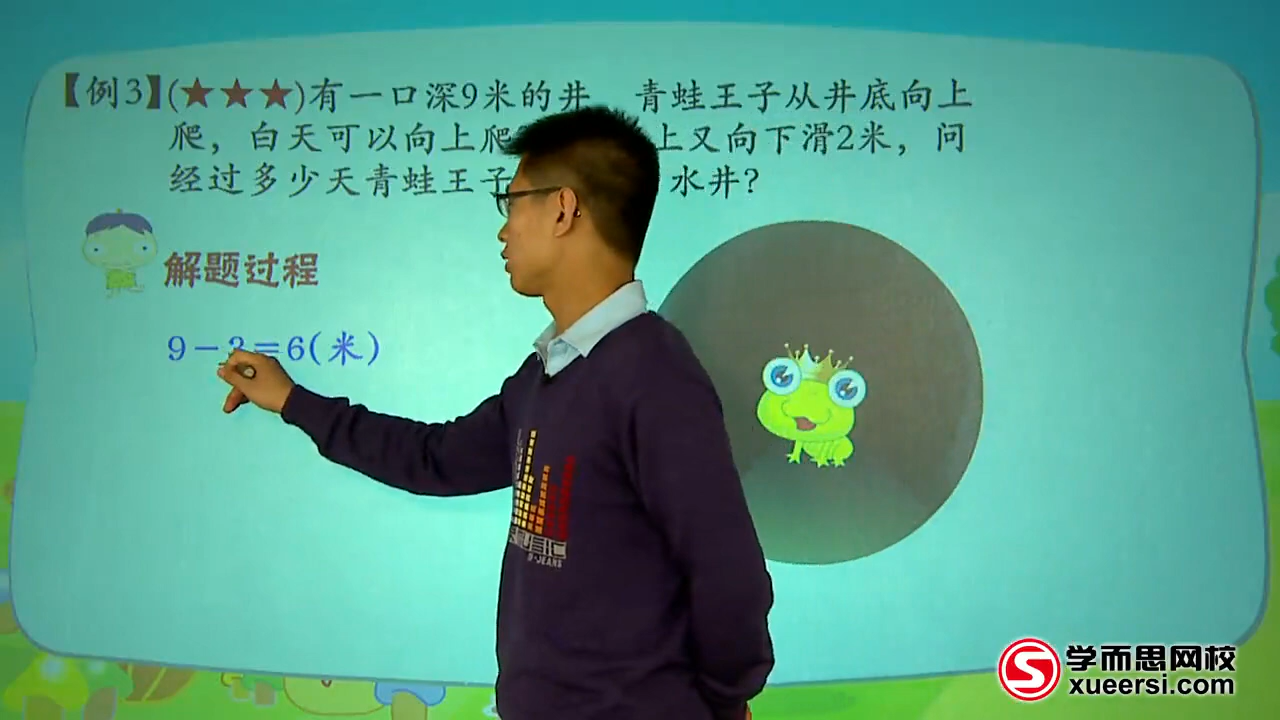 【例3】(★★★)有一口深9米的井 青蛙王子从井底向上
爬，白天可以向上爬 上又向下滑2米，问
经过多少天青蛙王子 水井？
解题过程
9－3＝6(米)
MUSIC
JEANS
学而思网校
xueersi.com